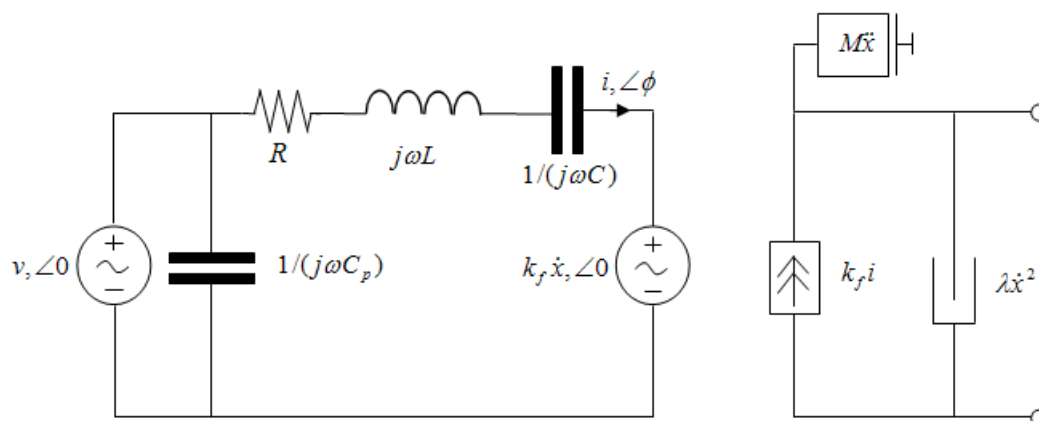 Mẍ
i,∠ϕ
R
jωL
1/(jωC)
+
−
v,∠0
1/(jωC_p)
k_f ẋ,∠0
+
−
k_f i
λẋ²